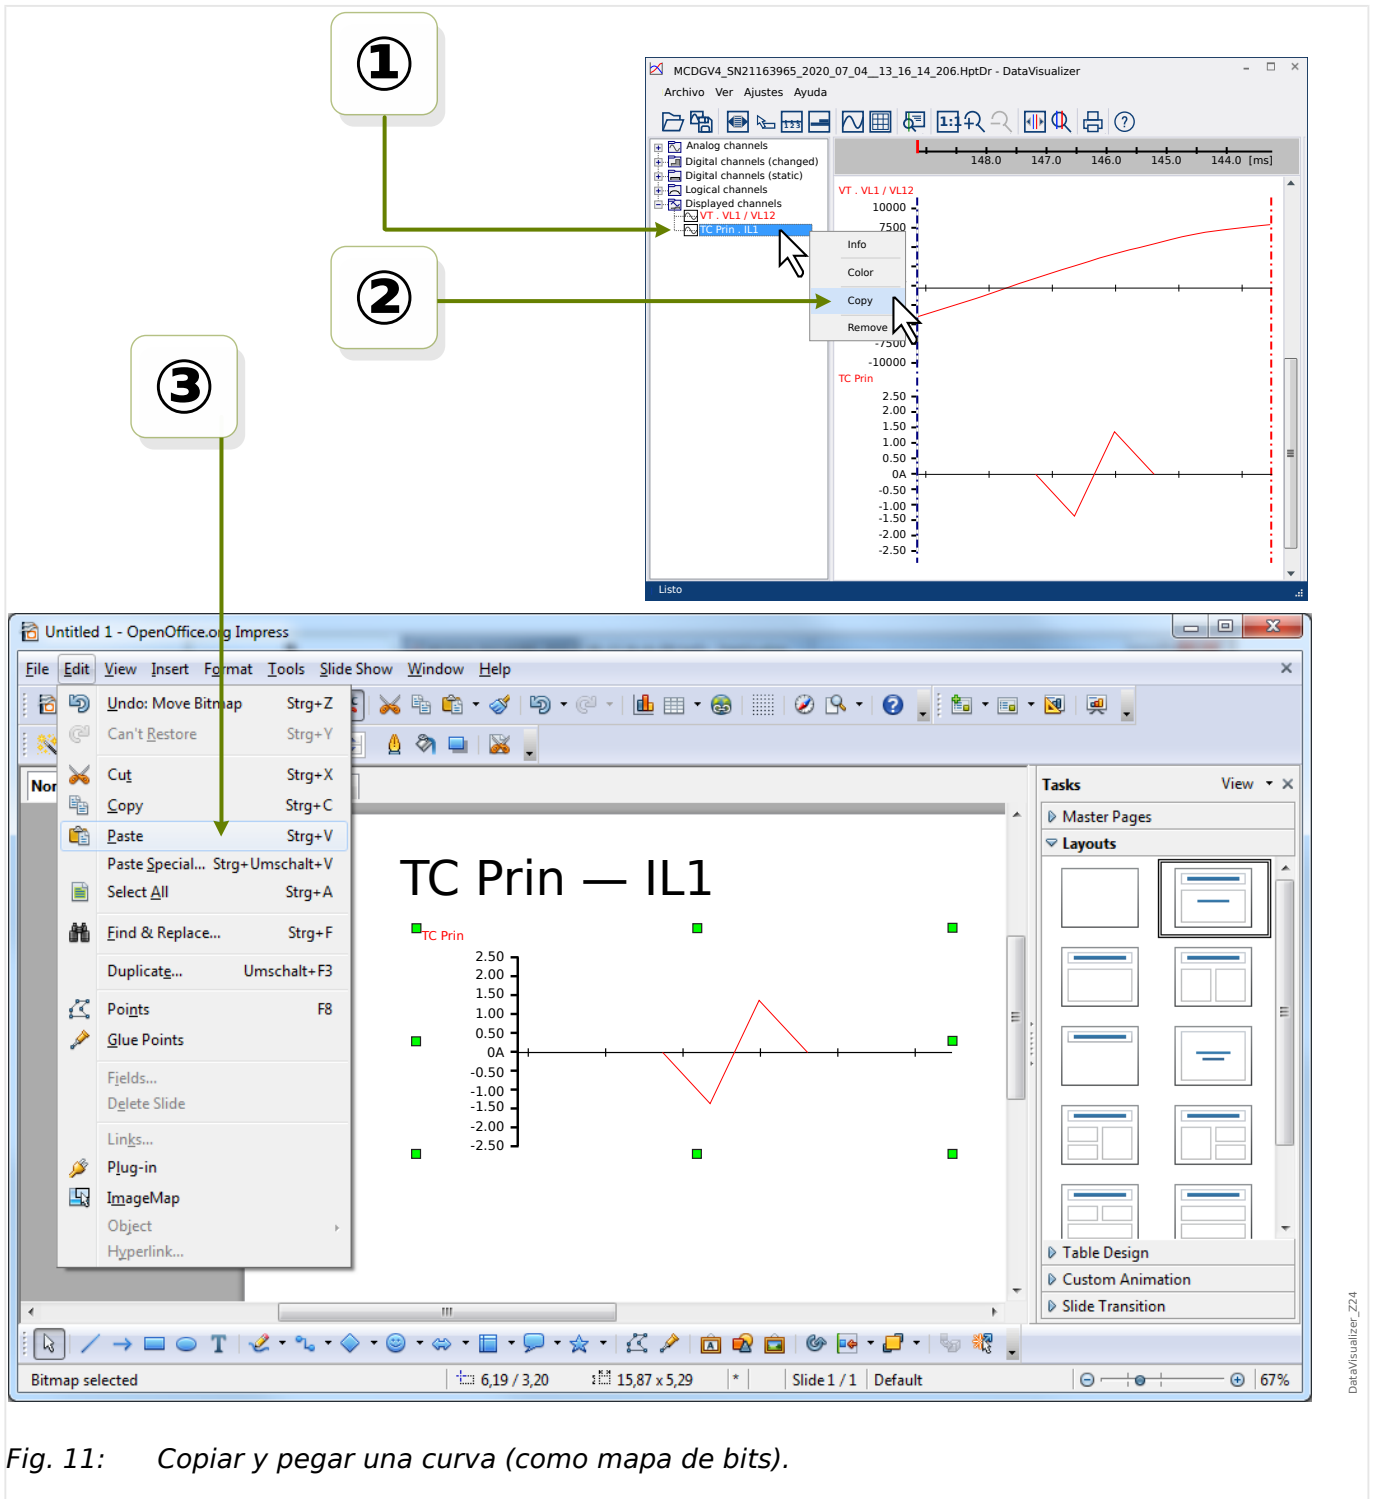 ①
②
③
MCDGV4_SN21163965_2020_07_04__13_16_14_206.HptDr - DataVisualizer
Archivo Ver Ajustes Ayuda
1:1
123
Analog channels
Digital channels (changed)
Digital channels (static)
Logical channels
Displayed channels
VT . VL1 / VL12
TC Prin . IL1
Info
Color
Copy
Remove
148.0 147.0 146.0 145.0 144.0 [ms]
VT . VL1 / VL12
10000
7500
-7500
-10000
TC Prin
2.50
2.00
1.50
1.00
0.50
0A
-0.50
-1.00
-1.50
-2.00
-2.50
Listo
Untitled 1 - OpenOffice.org Impress
File Edit View Insert Format Tools Slide Show Window Help
Undo: Move Bitmap Strg+Z
Can't Restore Strg+Y
Cut Strg+X
Copy Strg+C
Paste Strg+V
Paste Special... Strg+Umschalt+V
Select All Strg+A
Find & Replace... Strg+F
Duplicate... Umschalt+F3
Points F8
Glue Points
Fields...
Delete Slide
Links...
Plug-in
ImageMap
Object
Hyperlink...
Nor
TC Prin — IL1
TC Prin
2.50
2.00
1.50
1.00
0.50
0A
-0.50
-1.00
-1.50
-2.00
-2.50
Tasks View
Master Pages
Layouts
Table Design
Custom Animation
Slide Transition
Bitmap selected 6,19 / 3,20 15,87 x 5,29 * Slide 1 / 1 Default 67%
DataVisualizer_Z24
Fig. 11: Copiar y pegar una curva (como mapa de bits).